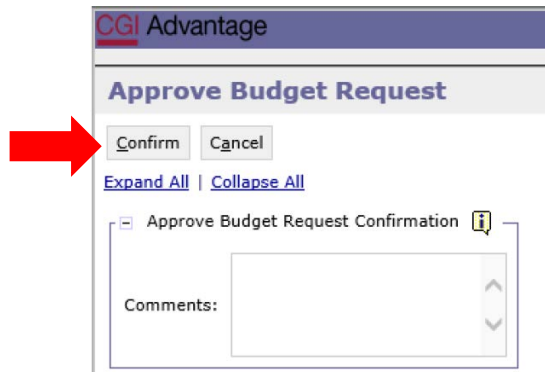 CGI Advantage
Approve Budget Request
Confirm Cancel
Expand All | Collapse All
Approve Budget Request Confirmation i
Comments: